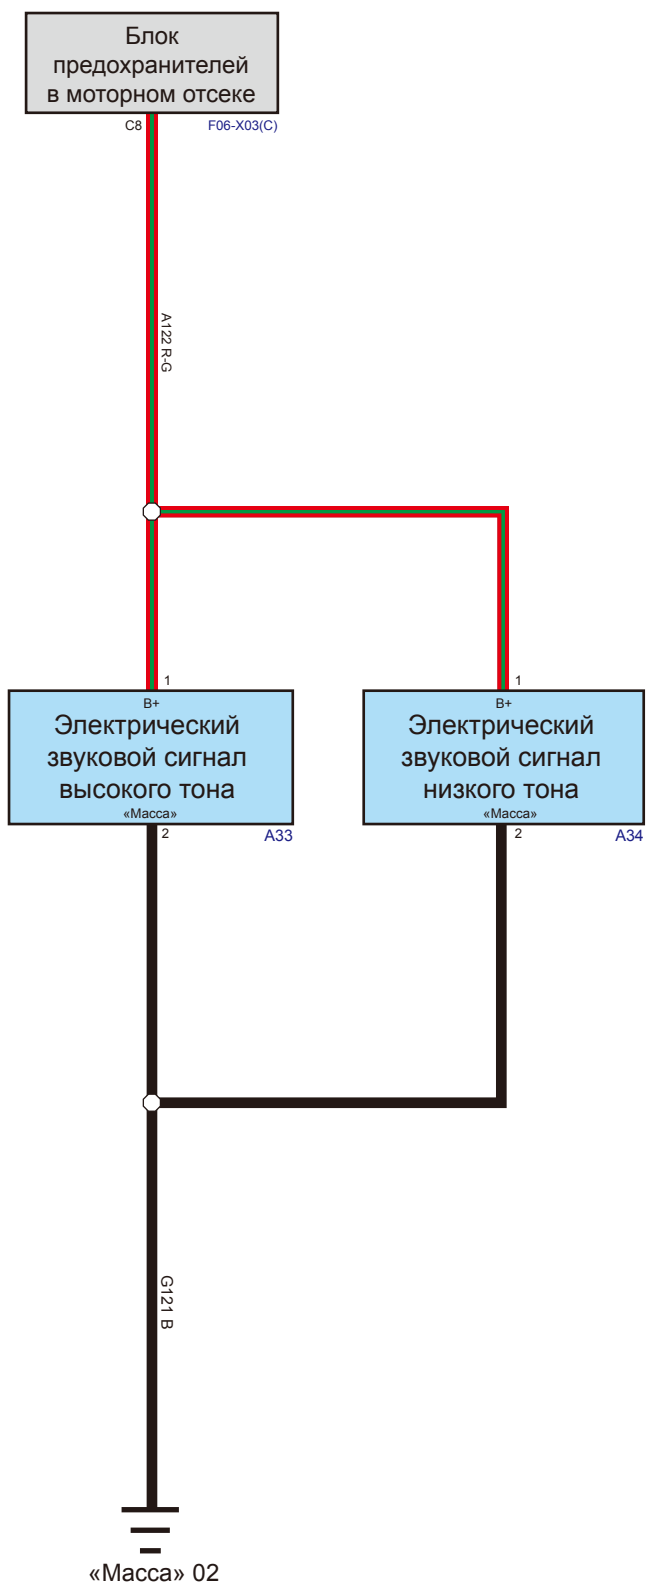 Блок
предохранителей
в моторном отсеке
C8
F06-X03(C)
A122 R-G
1
B+
Электрический
звуковой сигнал
высокого тона
«Масса»
2
A33
1
B+
Электрический
звуковой сигнал
низкого тона
«Масса»
2
A34
G121 B
«Масса» 02